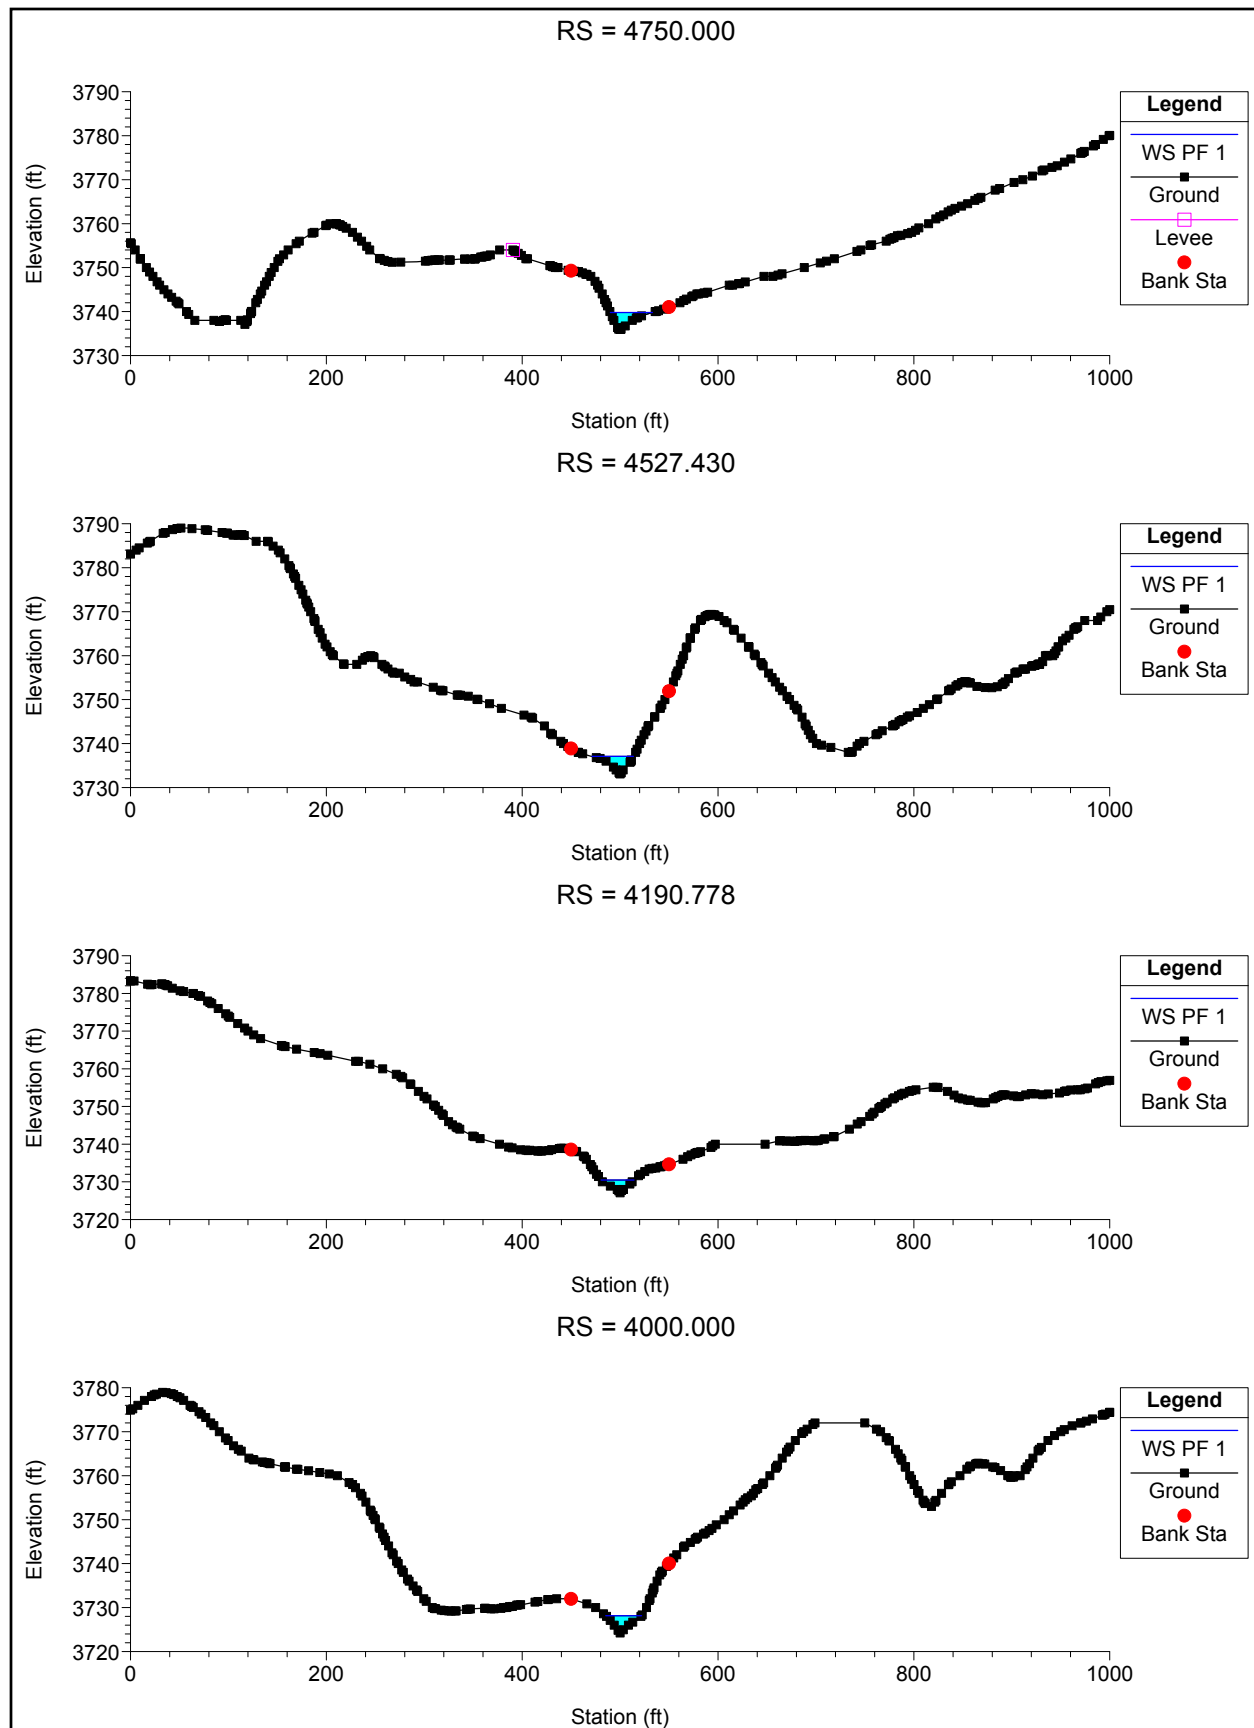 RS = 4750.000
3790
3780
3770
3760
3750
3740
3730
Elevation (ft)
0 200 400 600 800 1000
Station (ft)
Legend
WS PF 1
Ground
Levee
Bank Sta
RS = 4527.430
3790
3780
3770
3760
3750
3740
3730
Elevation (ft)
0 200 400 600 800 1000
Station (ft)
Legend
WS PF 1
Ground
Bank Sta
RS = 4190.778
3790
3780
3770
3760
3750
3740
3730
3720
Elevation (ft)
0 200 400 600 800 1000
Station (ft)
Legend
WS PF 1
Ground
Bank Sta
RS = 4000.000
3780
3770
3760
3750
3740
3730
3720
Elevation (ft)
0 200 400 600 800 1000
Station (ft)
Legend
WS PF 1
Ground
Bank Sta